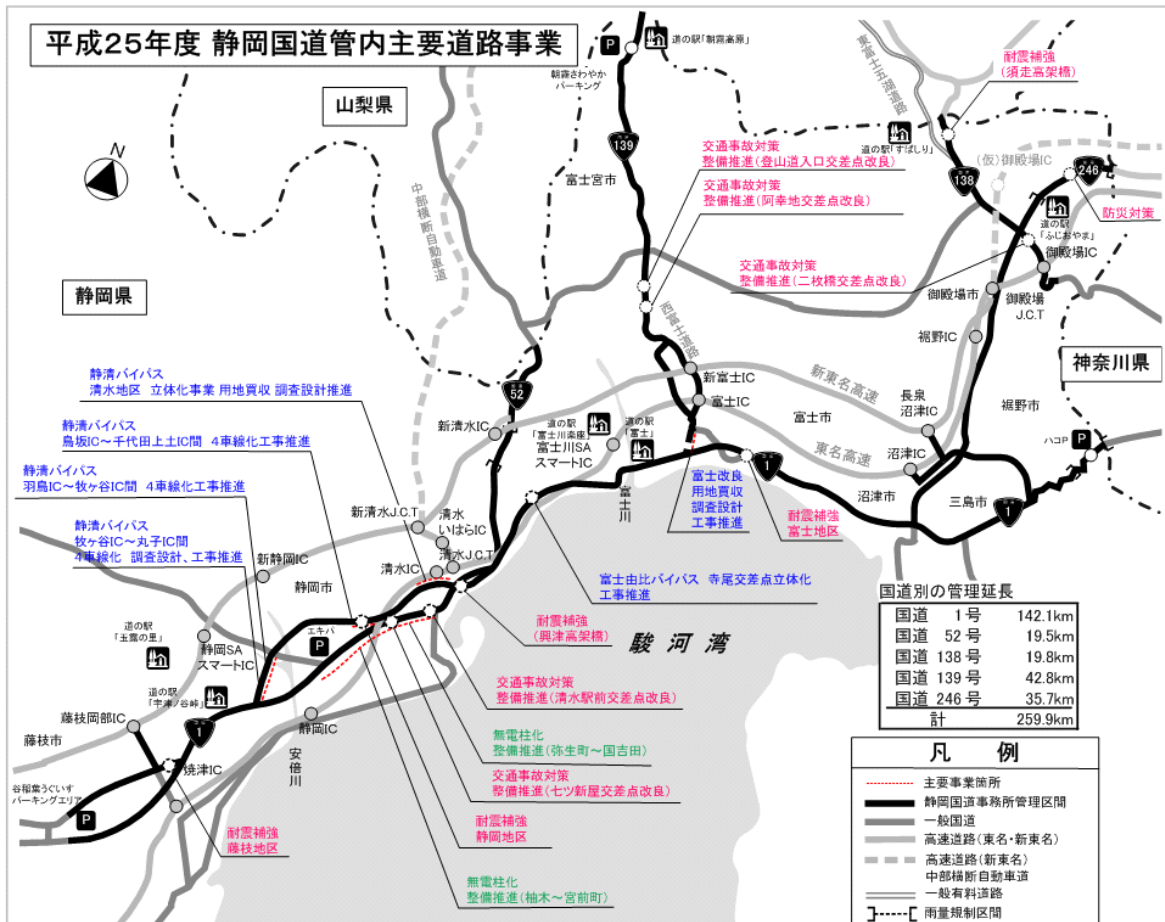 平成25年度 静岡国道管内主要道路事業
P
道の駅「朝霧高原」
朝霧さわやか
パーキング
山梨県
N
139
富士宮市
中部横断自動車道
東富士五湖道路
耐震補強
(須走高架橋)
道の駅「すばしり」
(仮)御殿場IC
138
246
交通事故対策
整備推進(登山道入口交差点改良)
交通事故対策
整備推進(阿幸地交差点改良)
防災対策
道の駅
「ふじおやま」
御殿場IC
交通事故対策
整備推進(二枚橋交差点改良)
静岡県
御殿場市
御殿場
J.C.T
西富士道路
裾野IC
神奈川県
静清バイパス
清水地区 立体化事業 用地買収 調査設計推進
52
新富士IC
新東名高速
長泉
沼津IC
裾野市
静清バイパス
鳥坂IC~千代田上土IC間 4車線化工事推進
新清水IC
道の駅
「富士川楽座」
富士川SA
スマートIC
道の駅
「富士」
富士IC
富士市
東名高速
沼津IC
ハコP
P
静清バイパス
羽鳥IC~牧ヶ谷IC間 4車線化工事推進
富士川
富士改良
用地買収
調査設計
工事推進
1
沼津市
三島市
1
静清バイパス
牧ヶ谷IC~丸子IC間
4車線化 調査設計、工事推進
新清水J.C.T
清水
いはらIC
清水J.C.T
清水IC
耐震補強
富士地区
新静岡IC
静岡市
富士由比バイパス 寺尾交差点立体化
工事推進
国道別の管理延長
国道 1号 142.1km
国道 52号 19.5km
国道 138号 19.8km
国道 139号 42.8km
国道 246号 35.7km
計 259.9km
耐震補強
(興津高架橋)
駿河湾
道の駅
「玉露の里」
静岡SA
スマートIC
エキパ
P
道の駅
「宇津ノ谷峠」
交通事故対策
整備推進(清水駅前交差点改良)
藤枝岡部IC
1
静岡IC
藤枝市
安倍川
無電柱化
整備推進(弥生町~国吉田)
焼津IC
交通事故対策
整備推進(七ツ新屋交差点改良)
谷稲葉うぐいす
パーキングエリア
P
耐震補強
藤枝地区
耐震補強
静岡地区
無電柱化
整備推進(柚木~宮前町)
凡例
主要事業箇所
静岡国道事務所管理区間
一般国道
高速道路(東名・新東名)
高速道路(新東名)
中部横断自動車道
一般有料道路
雨量規制区間